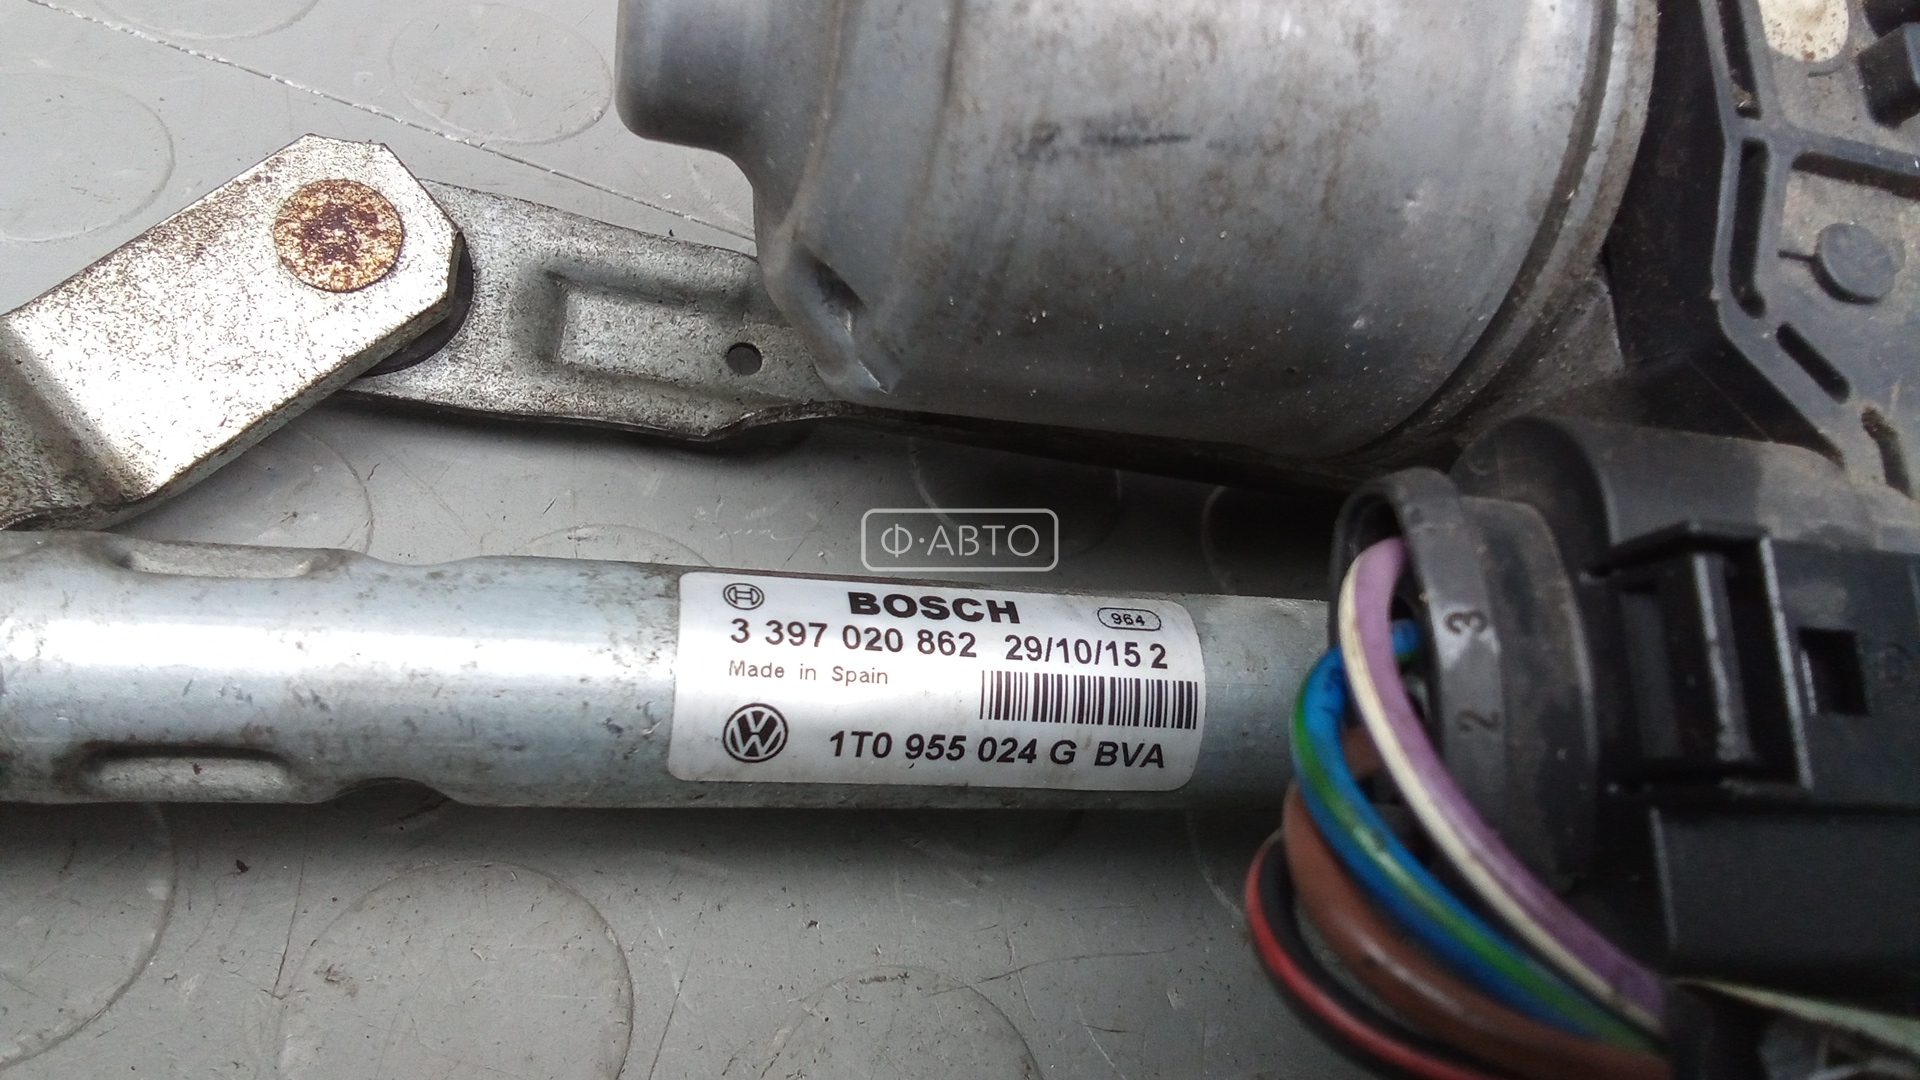 Ф·АВТО
BOSCH 964
3 397 020 862 29/10/15 2
Made in Spain
1T0 955 024 G BVA
3
2